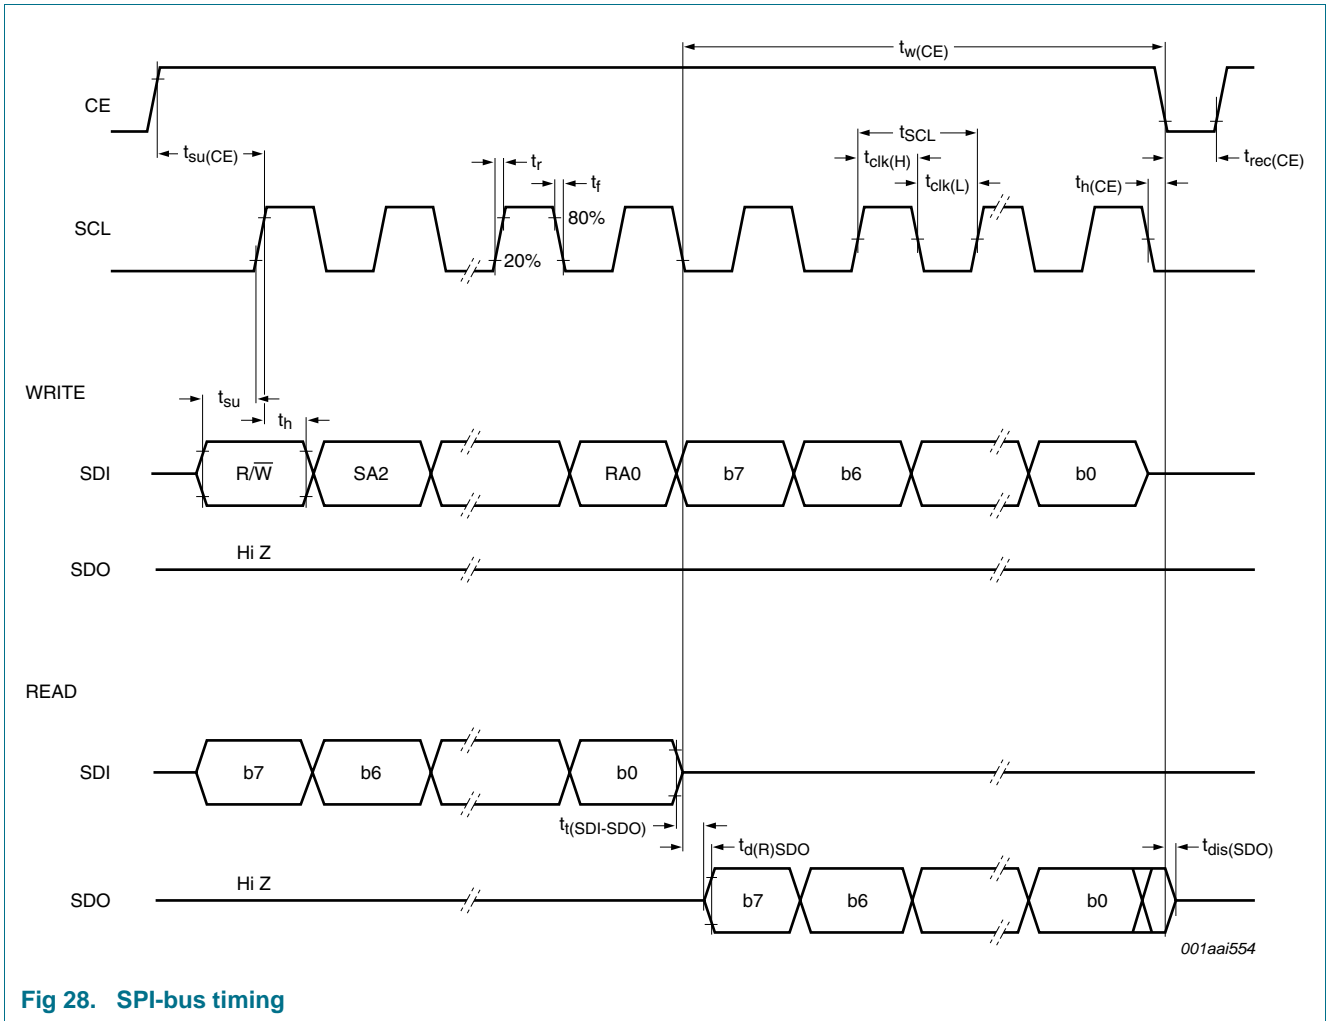 tw(CE)
CE
tSCL
tsu(CE)
tr
tclk(H)
trec(CE)
tf
tclk(L)
th(CE)
SCL
80%
20%
WRITE
tsu
th
SDI
R/W̅
SA2
RA0
b7
b6
b0
Hi Z
SDO
READ
SDI
b7
b6
b0
tt(SDI-SDO)
td(R)SDO
tdis(SDO)
Hi Z
SDO
b7
b6
b0
001aai554
Fig 28. SPI-bus timing